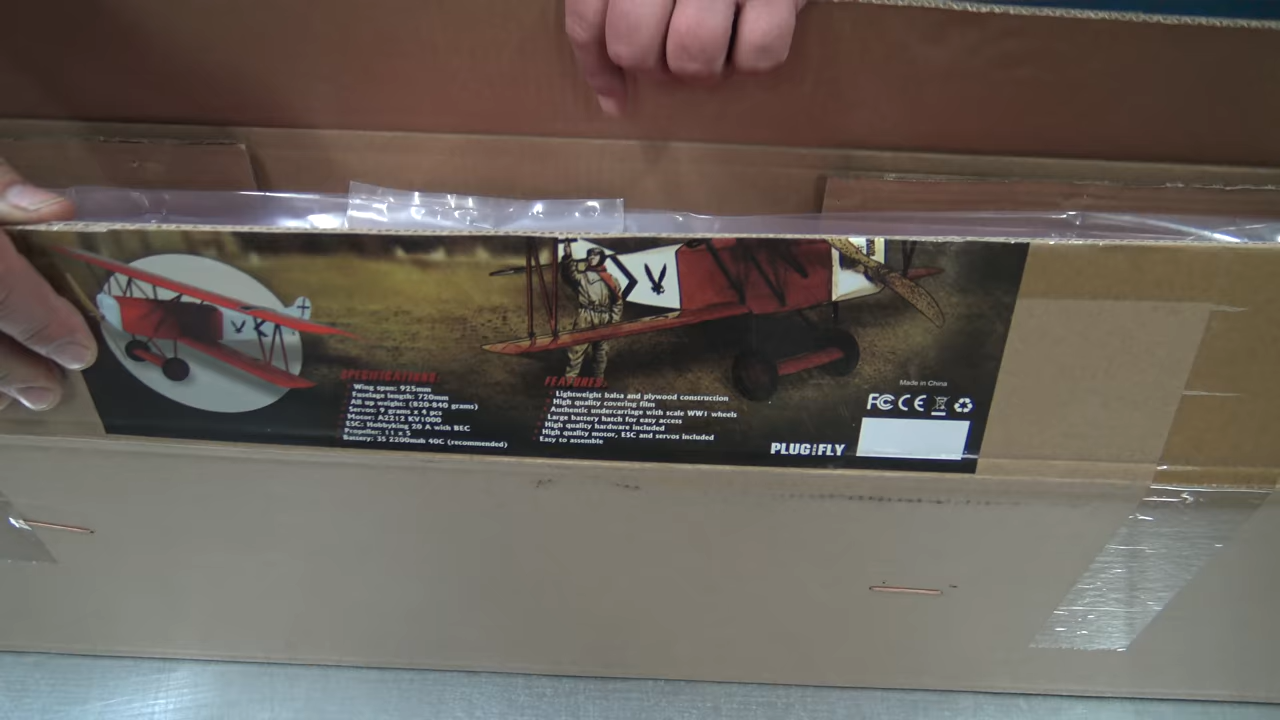 SPECIFICATIONS:
Wing span: 925mm
Fuselage length: 720mm
All up weight: (820-840 grams)
Servos: 9 grams x 4 pcs
Motor: A2212 KV1000
ESC: Hobbyking 20 A with BEC
Propeller: 11 x 5
Battery: 3S 2200mah 40C (recommended)
FEATURES:
Lightweight balsa and plywood construction
High quality covering film
Authentic undercarriage with scale WW1 wheels
Large battery hatch for easy access
High quality hardware included
High quality motor, ESC and servos included
Easy to assemble
Made in China
FC CE
PLUG FLY